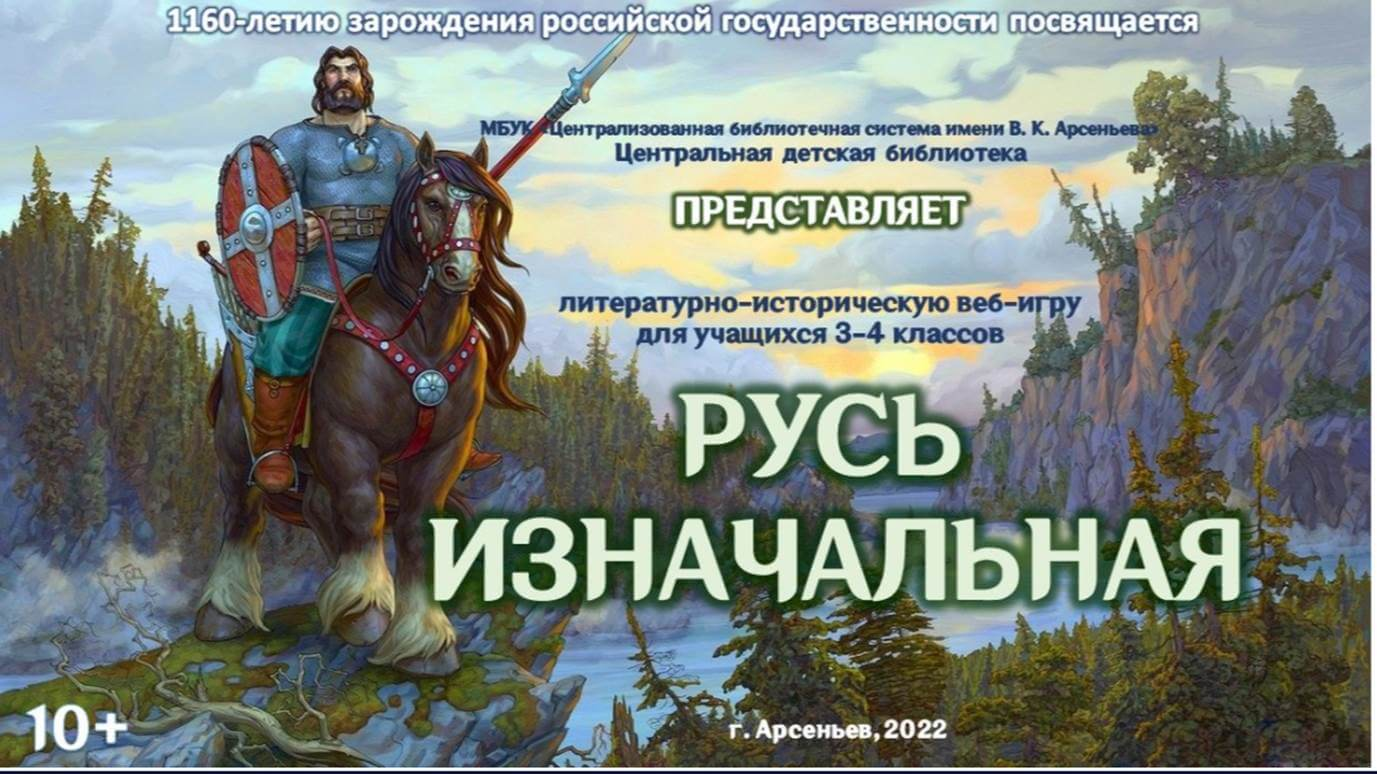 1160-летию зарождения российской государственности посвящается
МБУК «Централизованная библиотечная система имени В. К. Арсеньева»
Центральная детская библиотека
ПРЕДСТАВЛЯЕТ
литературно-историческую веб-игру
для учащихся 3-4 классов
РУСЬ
ИЗНАЧАЛЬНАЯ
10+
г. Арсеньев, 2022